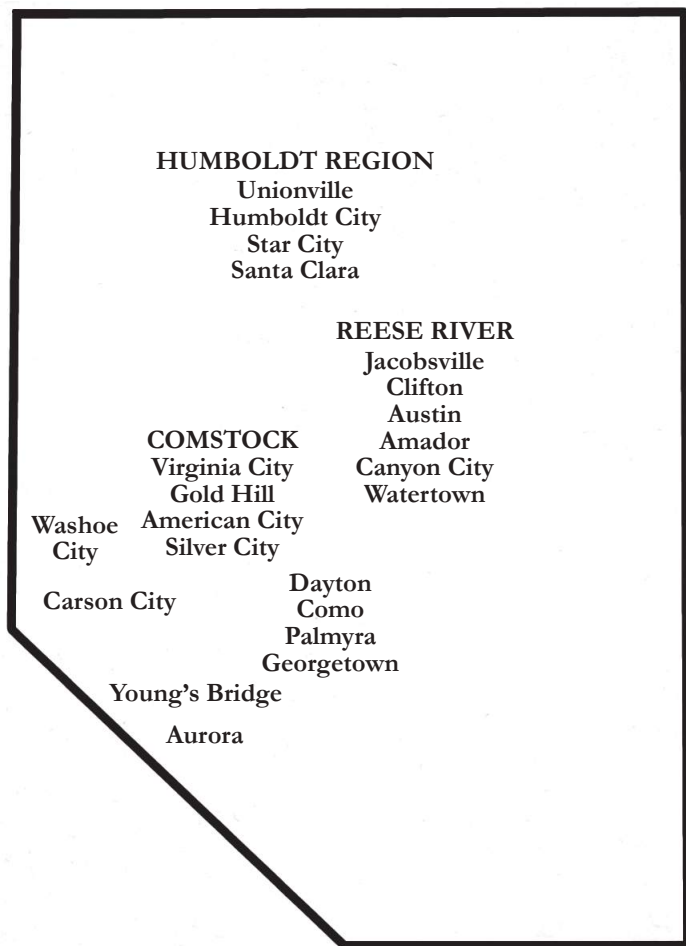 HUMBOLDT REGION
Unionville
Humboldt City
Star City
Santa Clara
REESE RIVER
Jacobsville
Clifton
Austin
Amador
Canyon City
Watertown
COMSTOCK
Virginia City
Gold Hill
American City
Silver City
Washoe
City
Carson City
Dayton
Como
Palmyra
Georgetown
Young's Bridge
Aurora